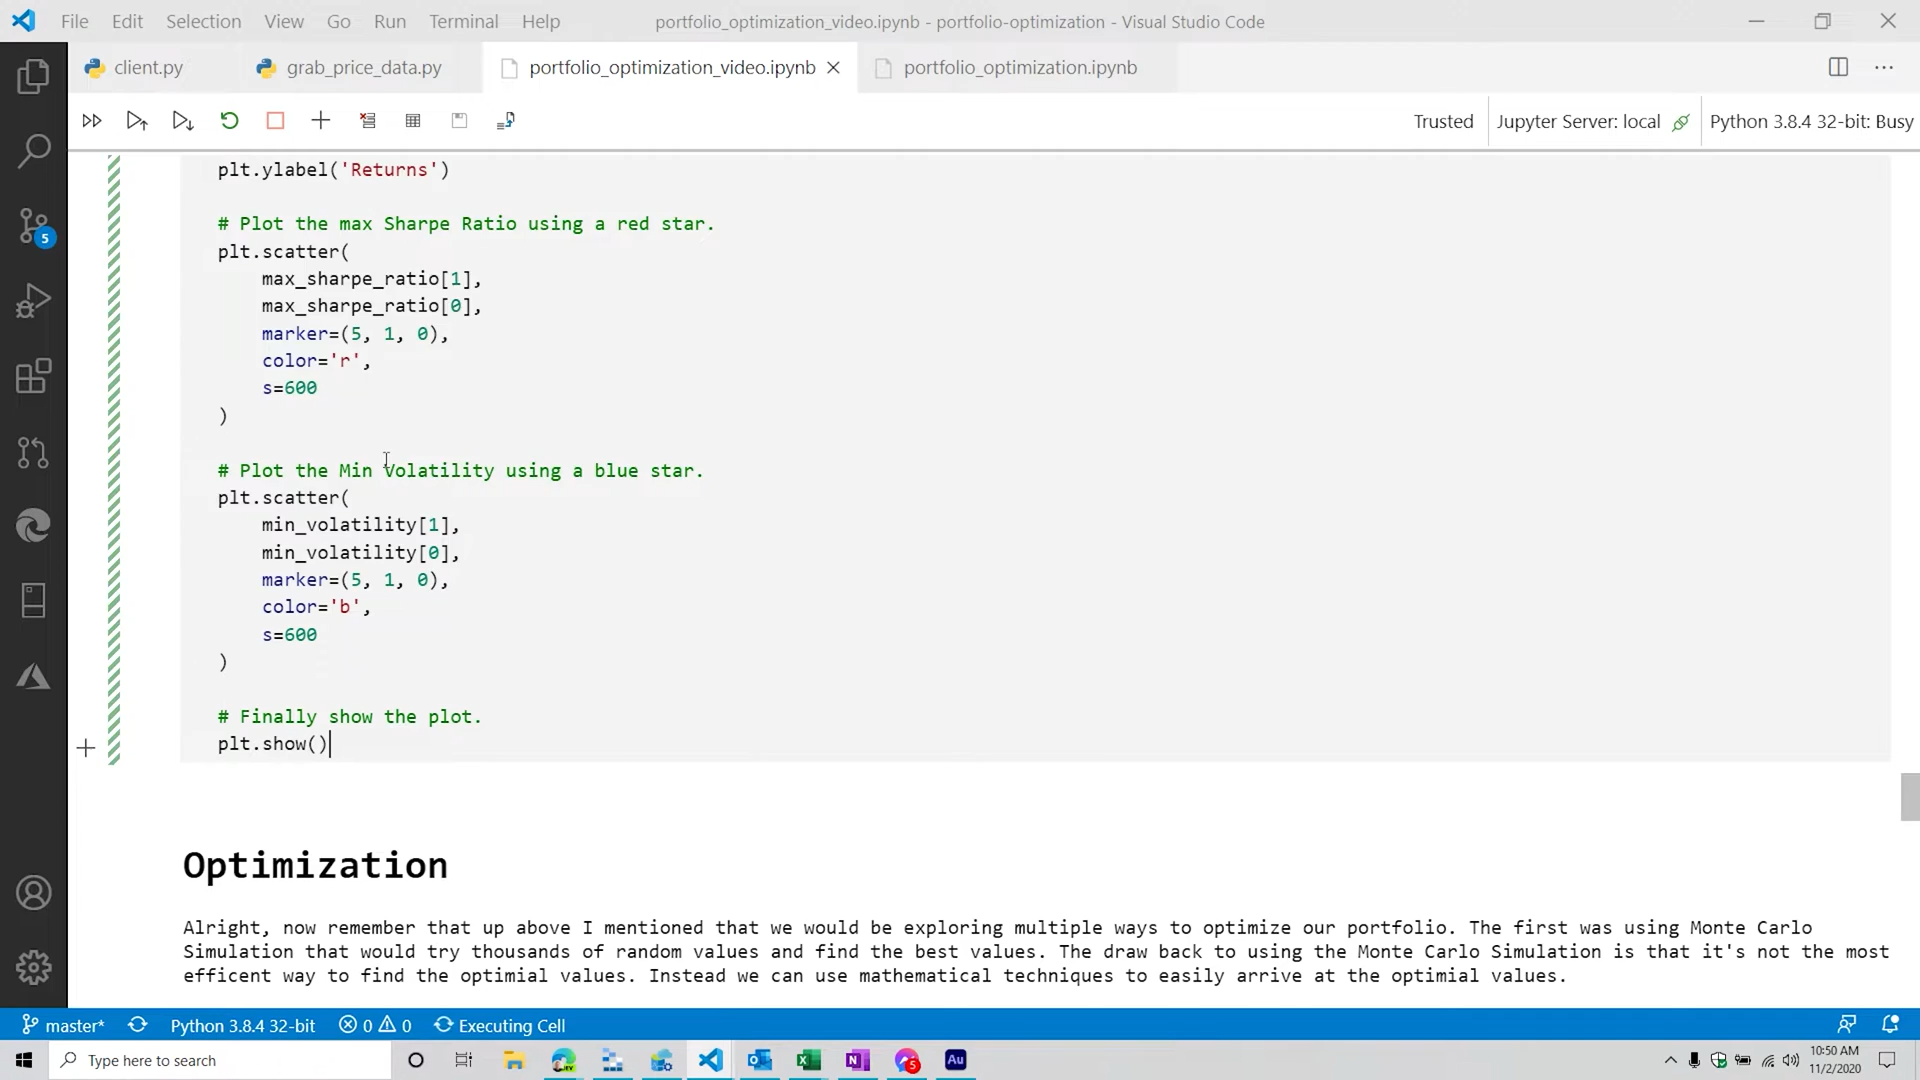 File Edit Selection View Go Run Terminal Help portfolio_optimization_video.ipynb - portfolio-optimization - Visual Studio Code
client.py grab_price_data.py portfolio_optimization_video.ipynb portfolio_optimization.ipynb
Trusted Jupyter Server: local Python 3.8.4 32-bit: Busy
plt.ylabel('Returns')
# Plot the max Sharpe Ratio using a red star.
plt.scatter(
max_sharpe_ratio[1],
max_sharpe_ratio[0],
marker=(5, 1, 0),
color='r',
s=600
)
# Plot the Min Volatility using a blue star.
plt.scatter(
min_volatility[1],
min_volatility[0],
marker=(5, 1, 0),
color='b',
s=600
)
# Finally show the plot.
plt.show()
Optimization
Alright, now remember that up above I mentioned that we would be exploring multiple ways to optimize our portfolio. The first was using Monte Carlo
Simulation that would try thousands of random values and find the best values. The draw back to using the Monte Carlo Simulation is that it's not the most
efficent way to find the optimial values. Instead we can use mathematical techniques to easily arrive at the optimial values.
5
master* Python 3.8.4 32-bit 0 0 Executing Cell
Type here to search
5
Au
10:50 AM
11/2/2020